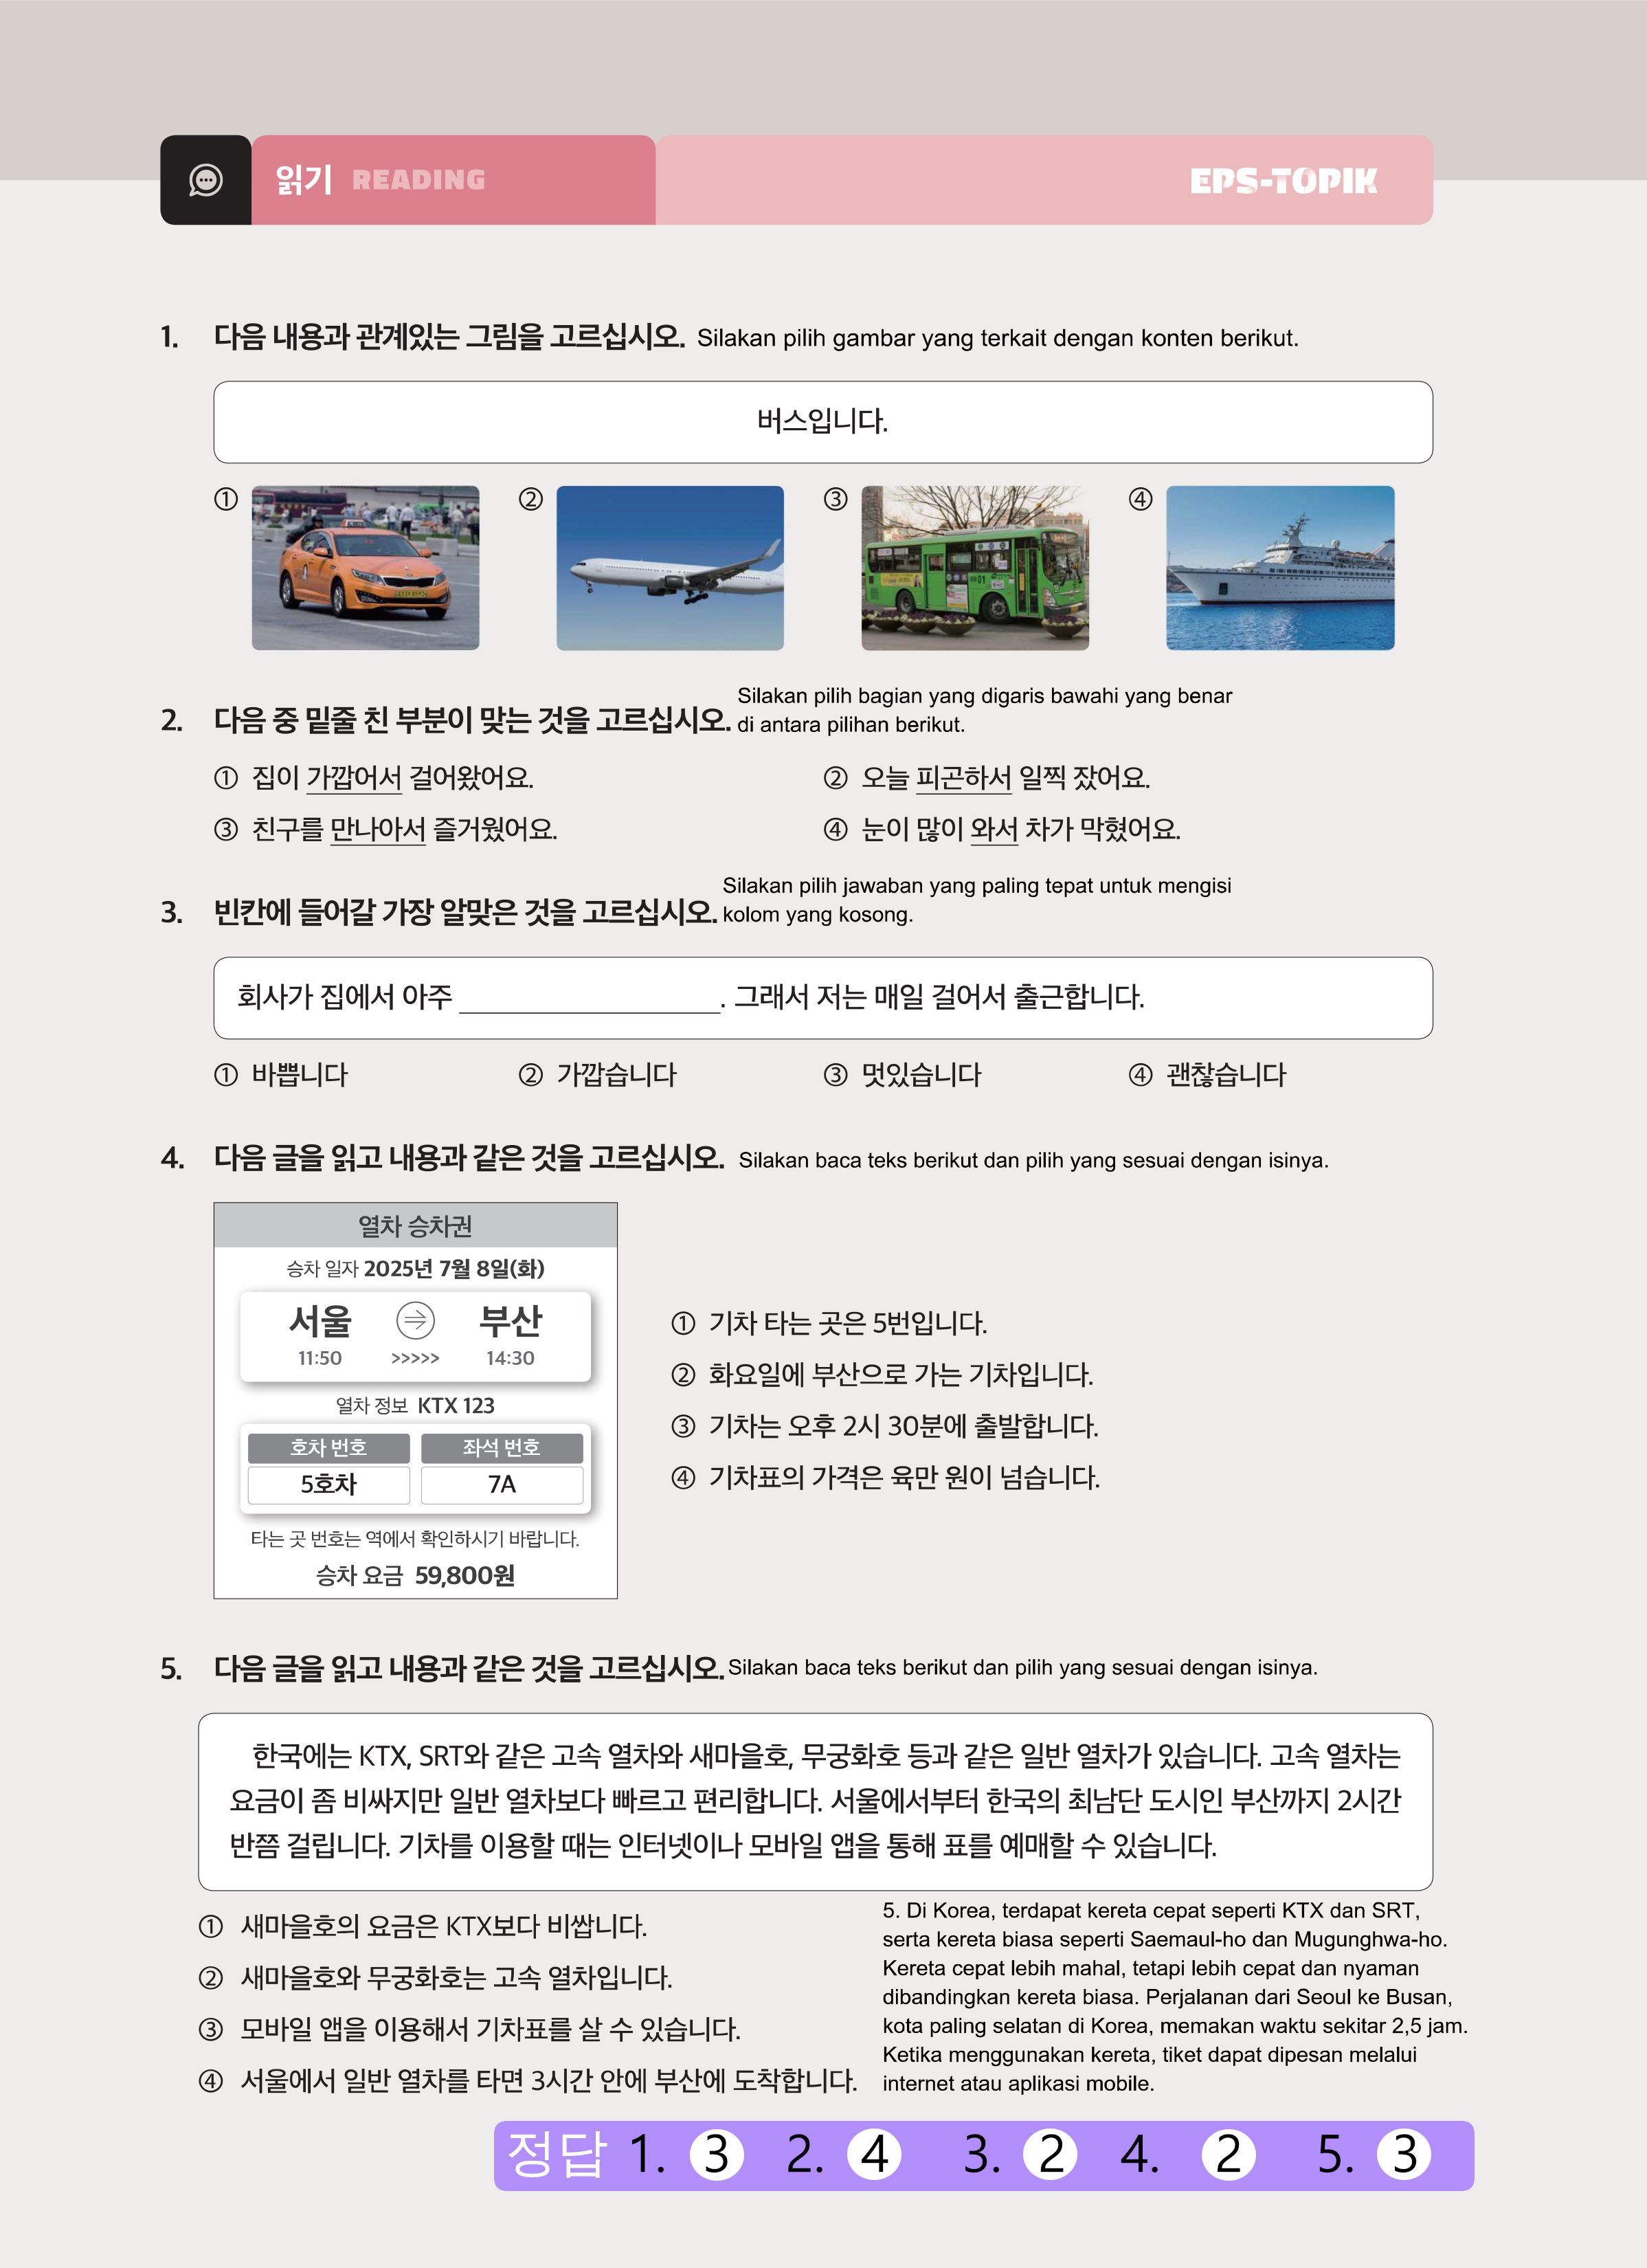 읽기 READING
EPS-TOPIK
1. 다음 내용과 관계있는 그림을 고르십시오. Silakan pilih gambar yang terkait dengan konten berikut.
버스입니다.
① ② ③ ④
01
2. 다음 중 밑줄 친 부분이 맞는 것을 고르십시오. Silakan pilih bagian yang digaris bawahi yang benar
di antara pilihan berikut.
① 집이 가깝어서 걸어왔어요. ② 오늘 피곤하서 일찍 잤어요.
③ 친구를 만나아서 즐거웠어요. ④ 눈이 많이 와서 차가 막혔어요.
3. 빈칸에 들어갈 가장 알맞은 것을 고르십시오. Silakan pilih jawaban yang paling tepat untuk mengisi
kolom yang kosong.
회사가 집에서 아주 ____________. 그래서 저는 매일 걸어서 출근합니다.
① 바쁩니다 ② 가깝습니다 ③ 멋있습니다 ④ 괜찮습니다
4. 다음 글을 읽고 내용과 같은 것을 고르십시오. Silakan baca teks berikut dan pilih yang sesuai dengan isinya.
열차 승차권
승차 일자 2025년 7월 8일(화)
서울 ⇒ 부산
11:50 >>>>> 14:30
열차 정보 KTX 123
호차 번호 좌석 번호
5호차 7A
타는 곳 번호는 역에서 확인하시기 바랍니다.
승차 요금 59,800원
① 기차 타는 곳은 5번입니다.
② 화요일에 부산으로 가는 기차입니다.
③ 기차는 오후 2시 30분에 출발합니다.
④ 기차표의 가격은 육만 원이 넘습니다.
5. 다음 글을 읽고 내용과 같은 것을 고르십시오. Silakan baca teks berikut dan pilih yang sesuai dengan isinya.
한국에는 KTX, SRT와 같은 고속 열차와 새마을호, 무궁화호 등과 같은 일반 열차가 있습니다. 고속 열차는
요금이 좀 비싸지만 일반 열차보다 빠르고 편리합니다. 서울에서부터 한국의 최남단 도시인 부산까지 2시간
반쯤 걸립니다. 기차를 이용할 때는 인터넷이나 모바일 앱을 통해 표를 예매할 수 있습니다.
① 새마을호의 요금은 KTX보다 비쌉니다.
② 새마을호와 무궁화호는 고속 열차입니다.
③ 모바일 앱을 이용해서 기차표를 살 수 있습니다.
④ 서울에서 일반 열차를 타면 3시간 안에 부산에 도착합니다.
5. Di Korea, terdapat kereta cepat seperti KTX dan SRT,
serta kereta biasa seperti Saemaul-ho dan Mugunghwa-ho.
Kereta cepat lebih mahal, tetapi lebih cepat dan nyaman
dibandingkan kereta biasa. Perjalanan dari Seoul ke Busan,
kota paling selatan di Korea, memakan waktu sekitar 2,5 jam.
Ketika menggunakan kereta, tiket dapat dipesan melalui
internet atau aplikasi mobile.
정답 1. 3 2. 4 3. 2 4. 2 5. 3